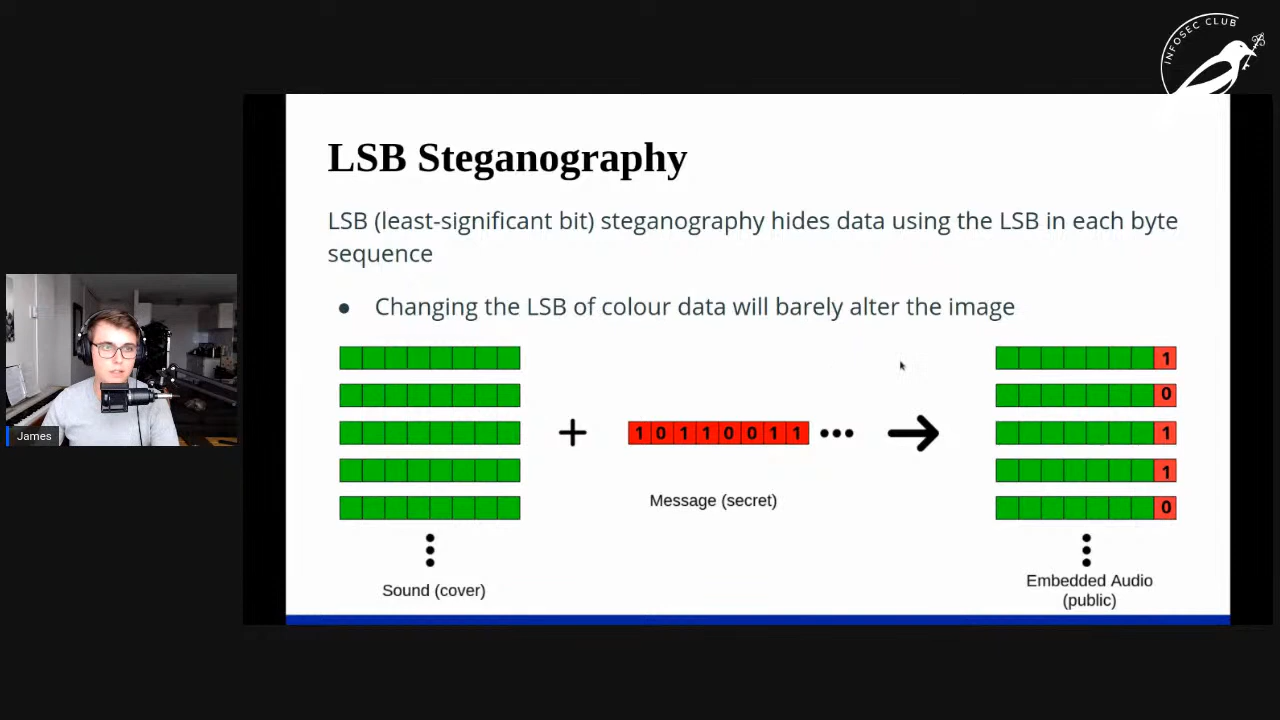 INFOSEC CLUB
LSB Steganography
LSB (least-significant bit) steganography hides data using the LSB in each byte
sequence
● Changing the LSB of colour data will barely alter the image
1
0
1 0 1 1 0 0 1 1
1
1
0
Message (secret)
Sound (cover)
Embedded Audio
(public)
James